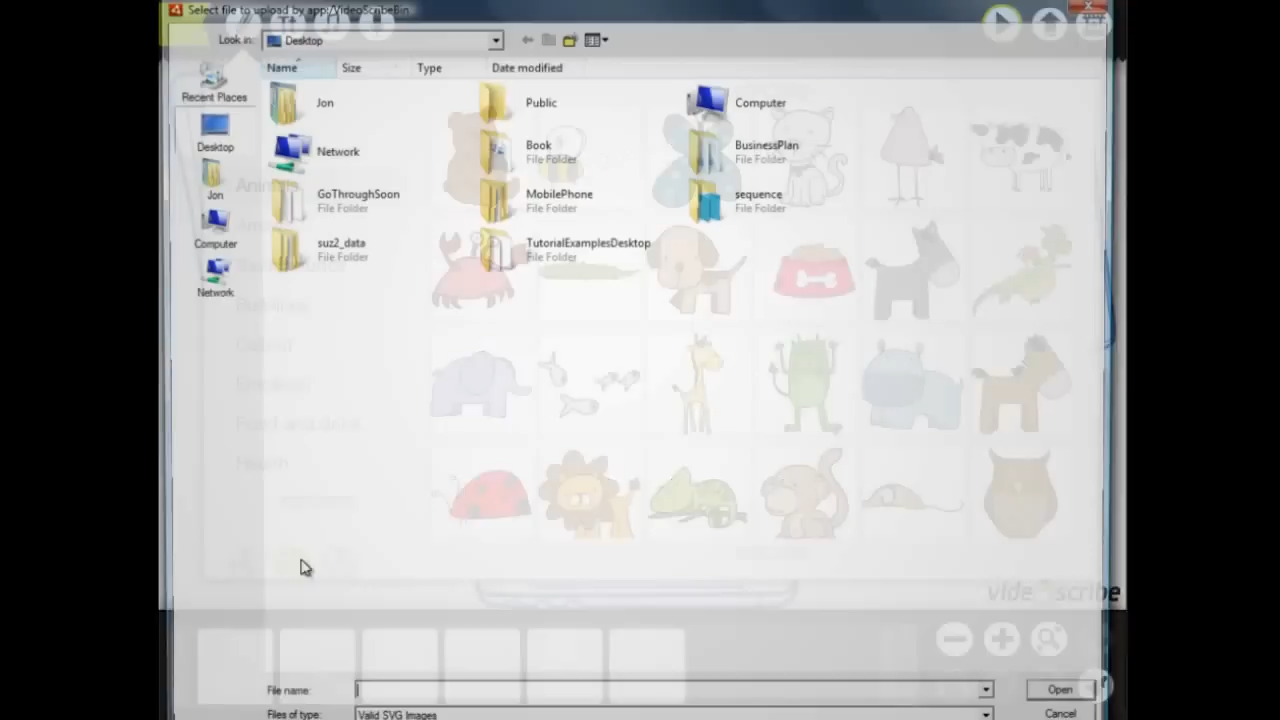 Select file to upload by app:/VideoScribeBin
Look in: Desktop
Name Size Type Date modified
Recent Places
Desktop
Jon
Computer
Network
Jon
Public
Computer
Network
Book
File Folder
BusinessPlan
File Folder
GoThroughSoon
File Folder
MobilePhone
File Folder
sequence
File Folder
suz2_data
File Folder
TutorialExamplesDesktop
File Folder
videoscribe
File name:
Open
Files of type: Valid SVG Images
Cancel